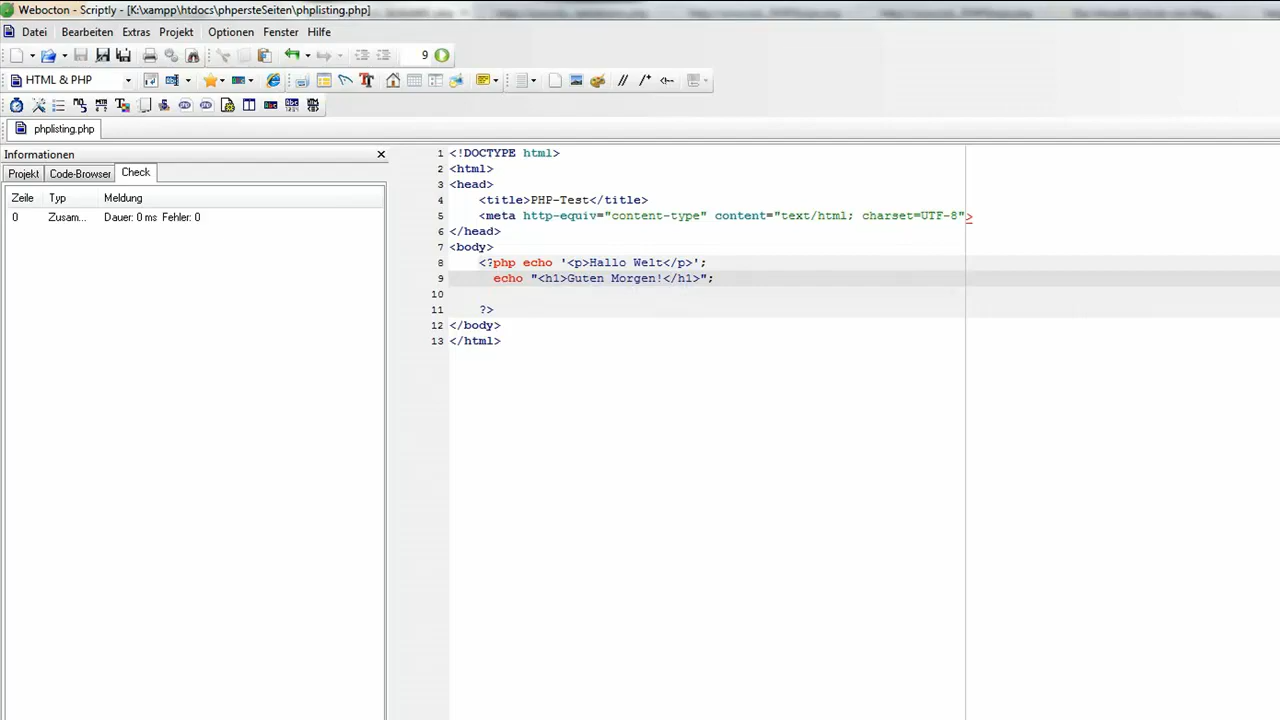 Webocton - Scriptly - [K:\xampp\htdocs\phpersteSeiten\phplisting.php]
Datei Bearbeiten Extras Projekt Optionen Fenster Hilfe
9
HTML & PHP
phplisting.php
Informationen
Projekt Code-Browser Check
Zeile Typ Meldung
0 Zusam... Dauer: 0 ms Fehler: 0
1 <!DOCTYPE html>
2 <html>
3 <head>
4 <title>PHP-Test</title>
5 <meta http-equiv="content-type" content="text/html; charset=UTF-8">
6 </head>
7 <body>
8 <?php echo '<p>Hallo Welt</p>';
9 echo "<h1>Guten Morgen!</h1>";
10
11 ?>
12 </body>
13 </html>